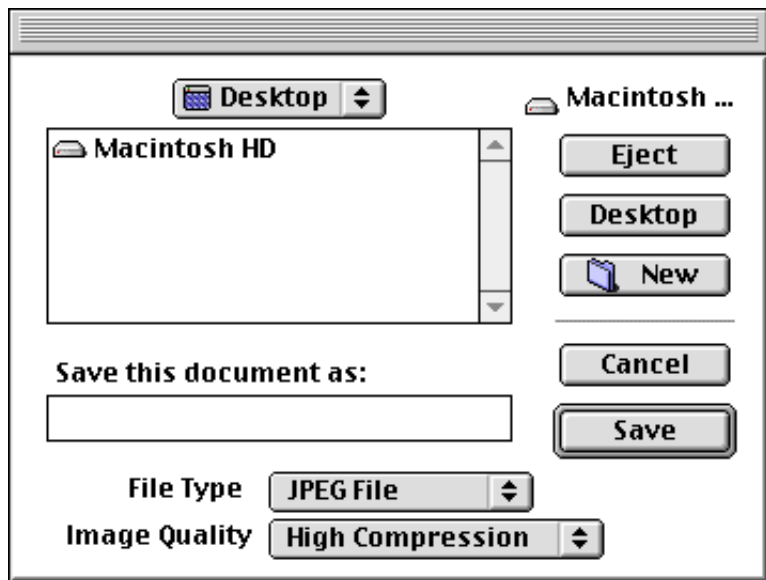 Desktop
Macintosh ...
Macintosh HD
Eject
Desktop
New
Save this document as:
Cancel
Save
File Type JPEG File
Image Quality High Compression